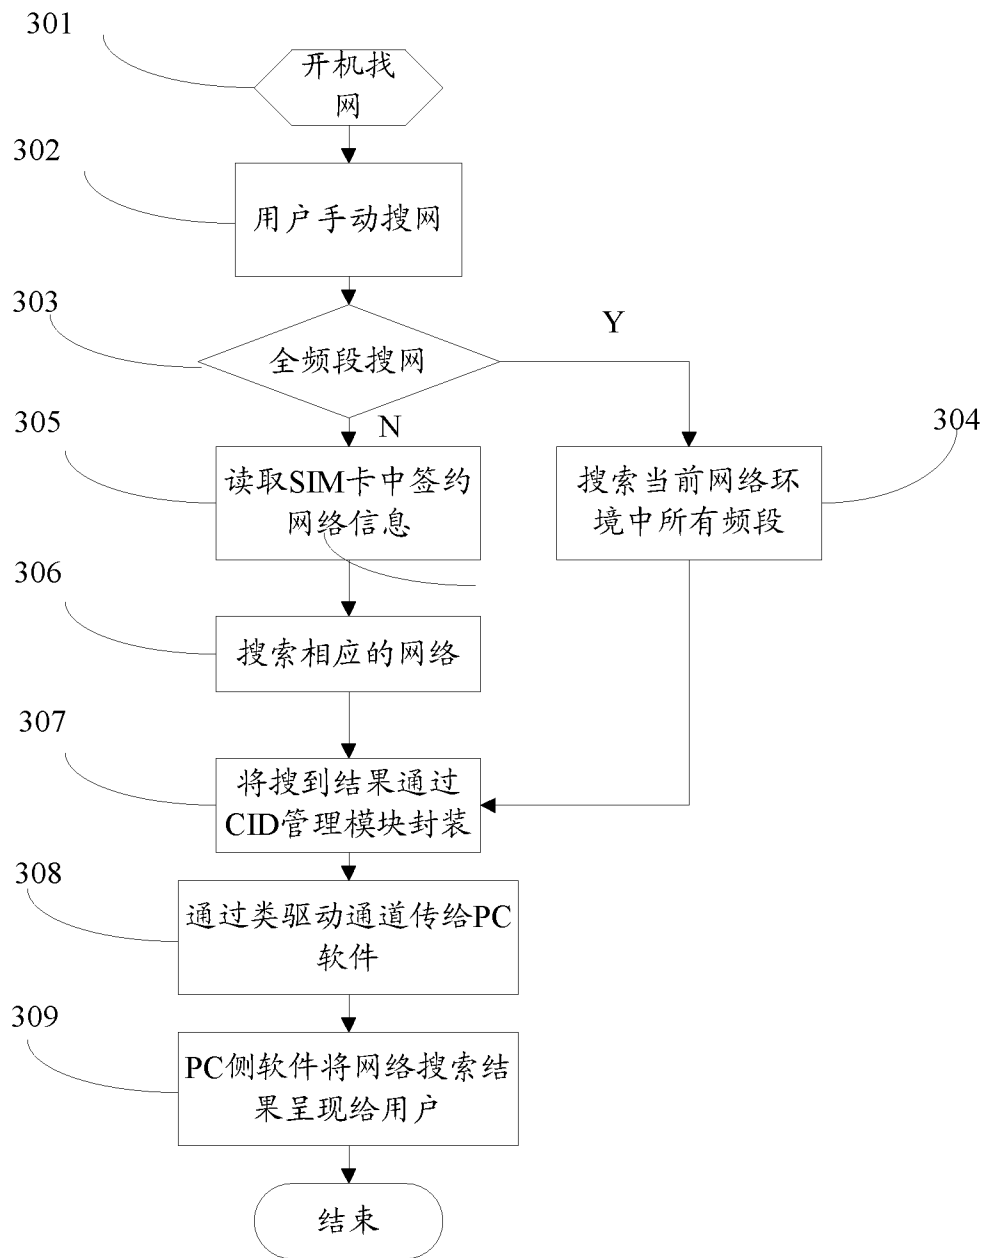 301
开机找
网
302
用户手动搜网
303
全频段搜网
Y
N
305
读取SIM卡中签约
网络信息
304
搜索当前网络环
境中所有频段
306
搜索相应的网络
307
将搜到结果通过
CID管理模块封装
308
通过类驱动通道传给PC
软件
309
PC侧软件将网络搜索结
果呈现给用户
结束